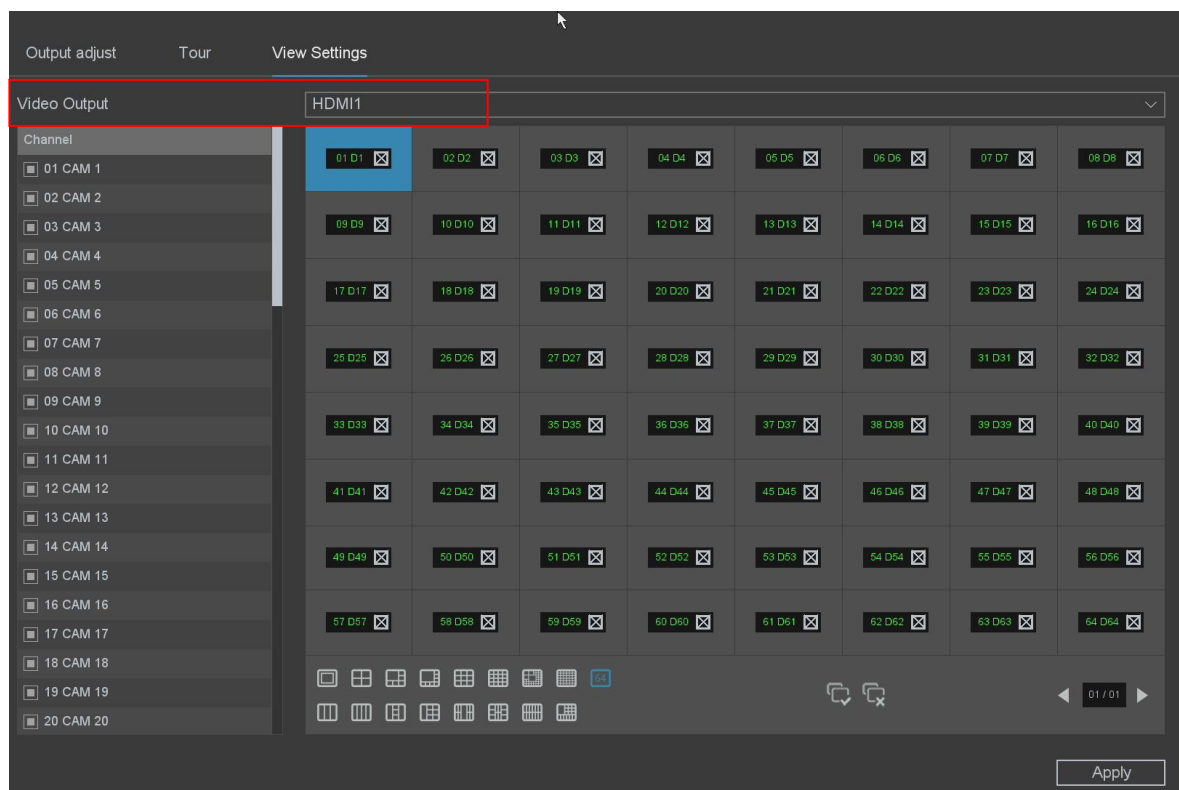 Output adjust Tour View Settings
Video Output HDMI1
Channel
01 CAM 1
02 CAM 2
03 CAM 3
04 CAM 4
05 CAM 5
06 CAM 6
07 CAM 7
08 CAM 8
09 CAM 9
10 CAM 10
11 CAM 11
12 CAM 12
13 CAM 13
14 CAM 14
15 CAM 15
16 CAM 16
17 CAM 17
18 CAM 18
19 CAM 19
20 CAM 20
01 D1 02 D2 03 D3 04 D4 05 D5 06 D6 07 D7 08 D8
09 D9 10 D10 11 D11 12 D12 13 D13 14 D14 15 D15 16 D16
17 D17 18 D18 19 D19 20 D20 21 D21 22 D22 23 D23 24 D24
25 D25 26 D26 27 D27 28 D28 29 D29 30 D30 31 D31 32 D32
33 D33 34 D34 35 D35 36 D36 37 D37 38 D38 39 D39 40 D40
41 D41 42 D42 43 D43 44 D44 45 D45 46 D46 47 D47 48 D48
49 D49 50 D50 51 D51 52 D52 53 D53 54 D54 55 D55 56 D56
57 D57 58 D58 59 D59 60 D60 61 D61 62 D62 63 D63 64 D64
64
01 / 01
Apply